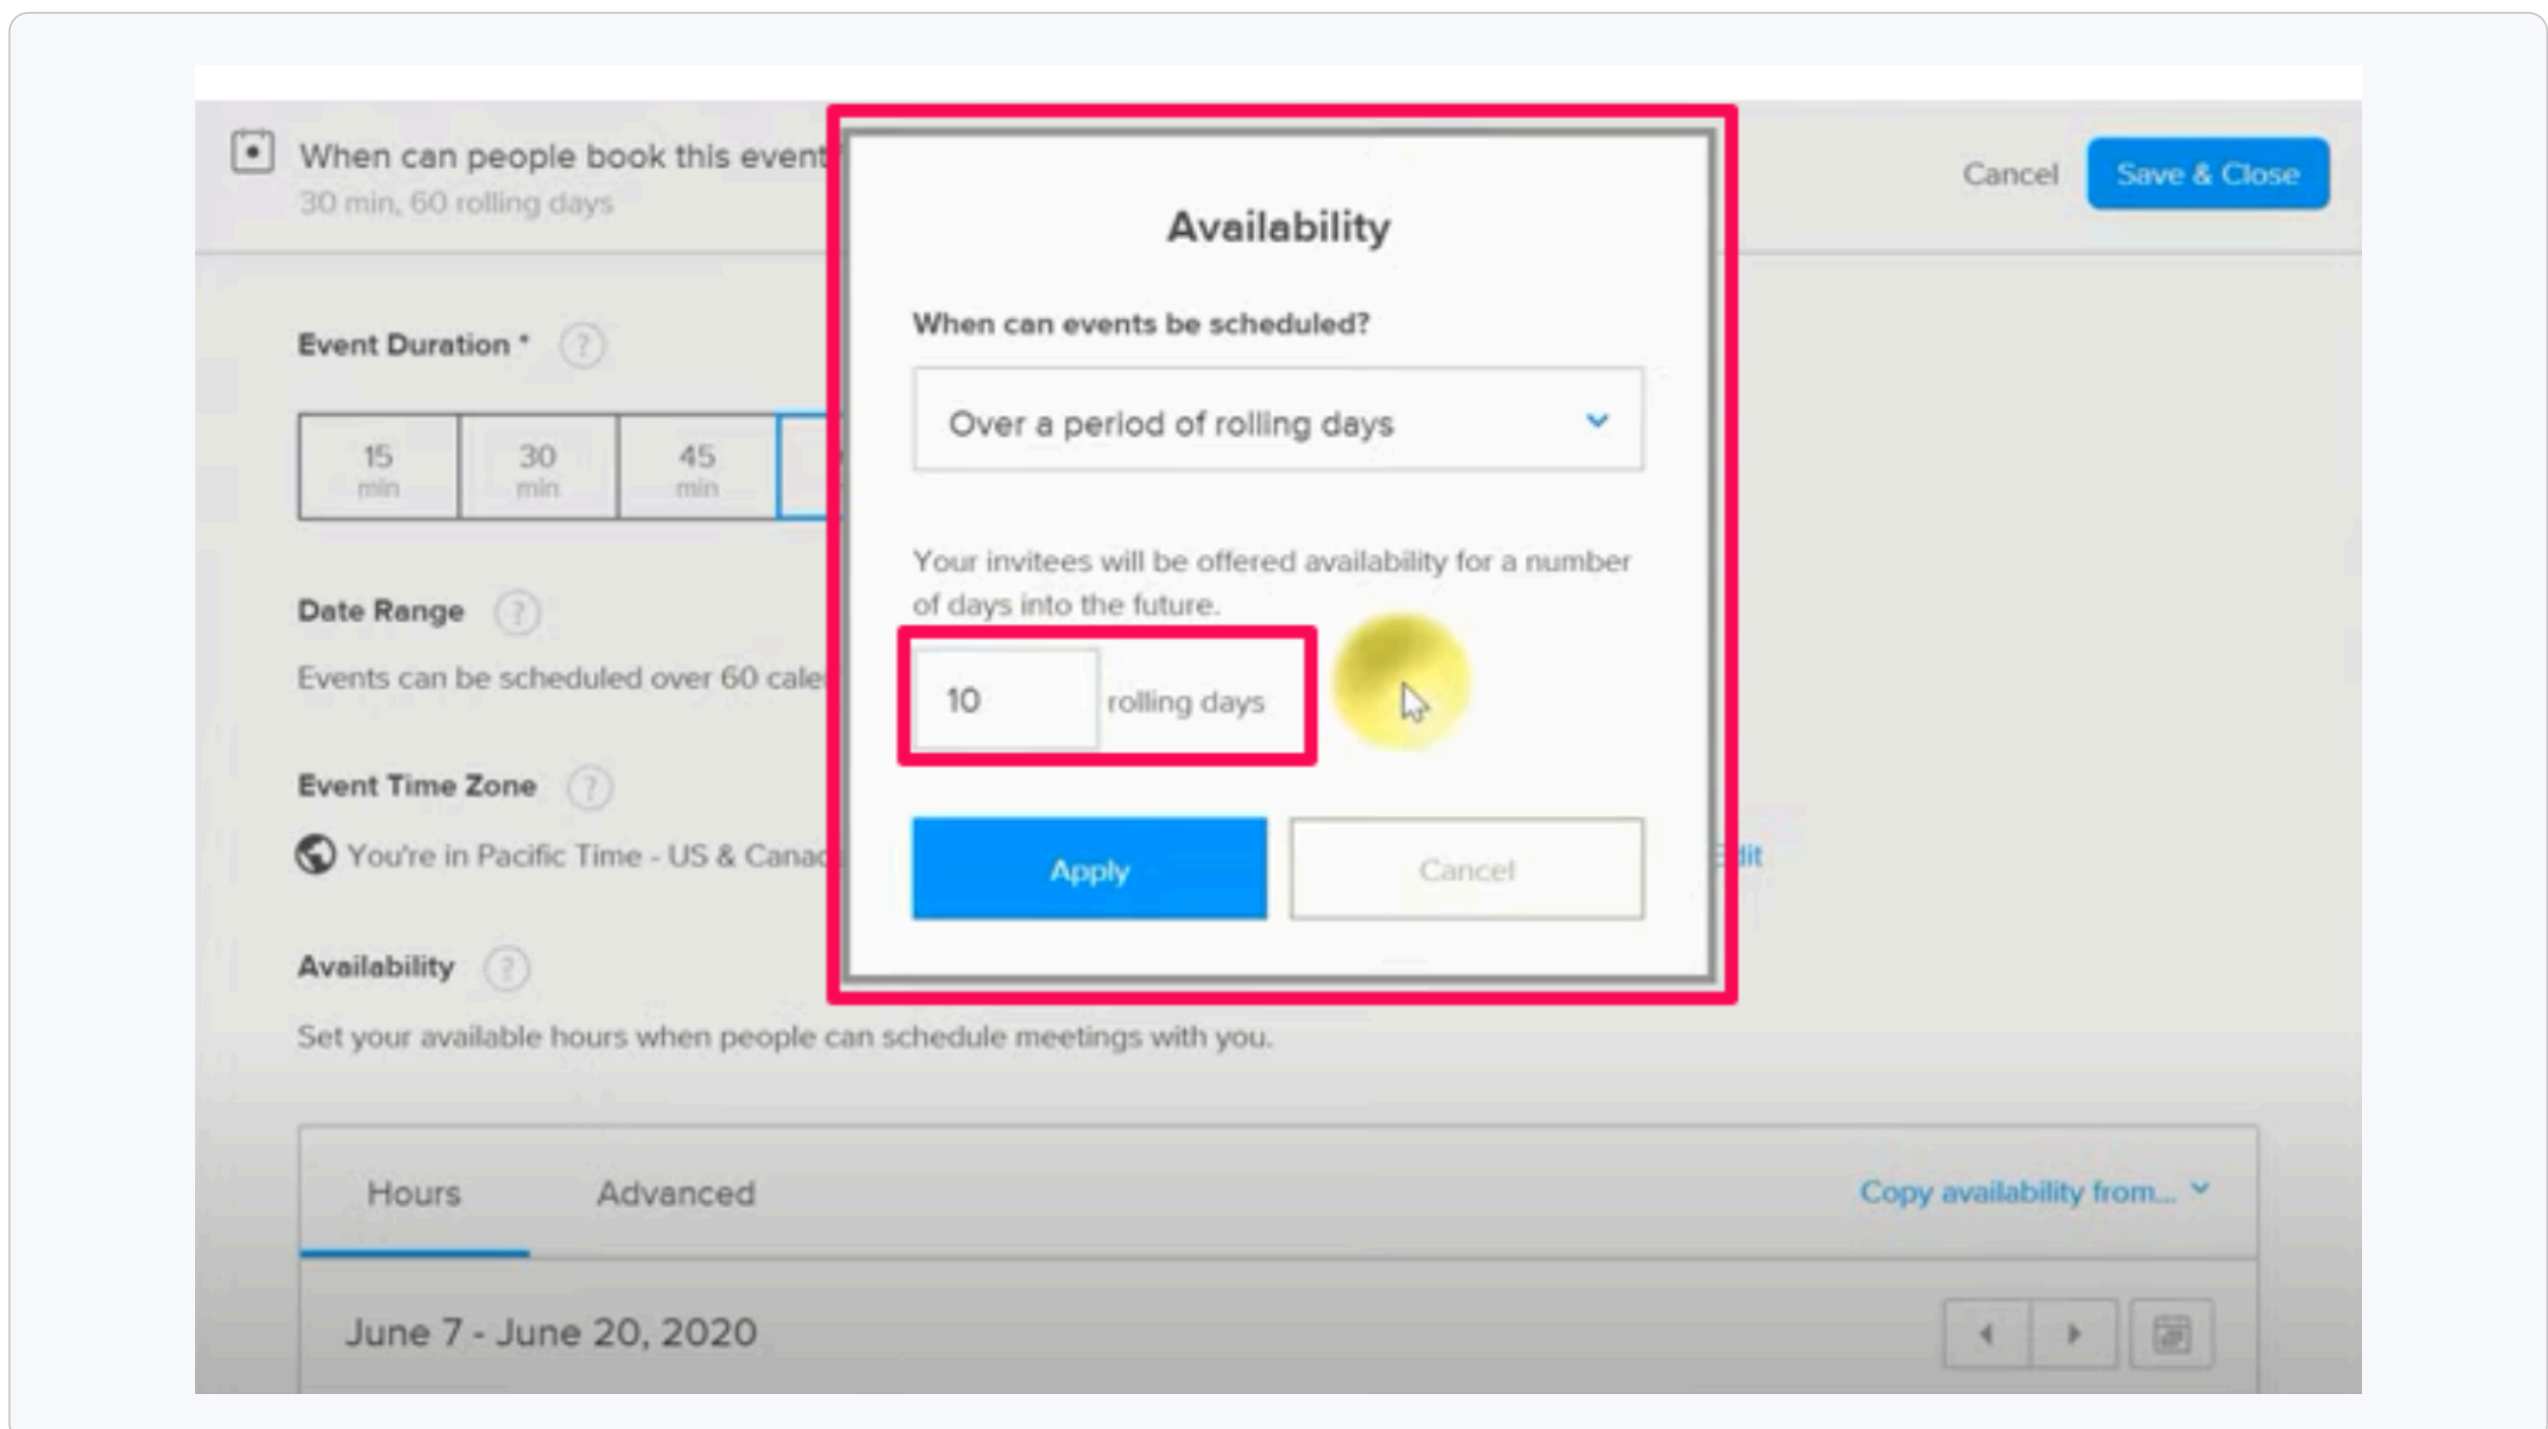 When can people book this event
30 min, 60 rolling days
Cancel
Save & Close
Availability
When can events be scheduled?
Over a period of rolling days
Your invitees will be offered availability for a number
of days into the future.
10 rolling days
Apply
Cancel
Event Duration * ?
15 min
30 min
45 min
Date Range ?
Events can be scheduled over 60
Event Time Zone ?
You're in Pacific Time - US &
Availability ?
Set your available hours when people can schedule meetings with you.
Hours
Advanced
Copy availability from...
June 7 - June 20, 2020